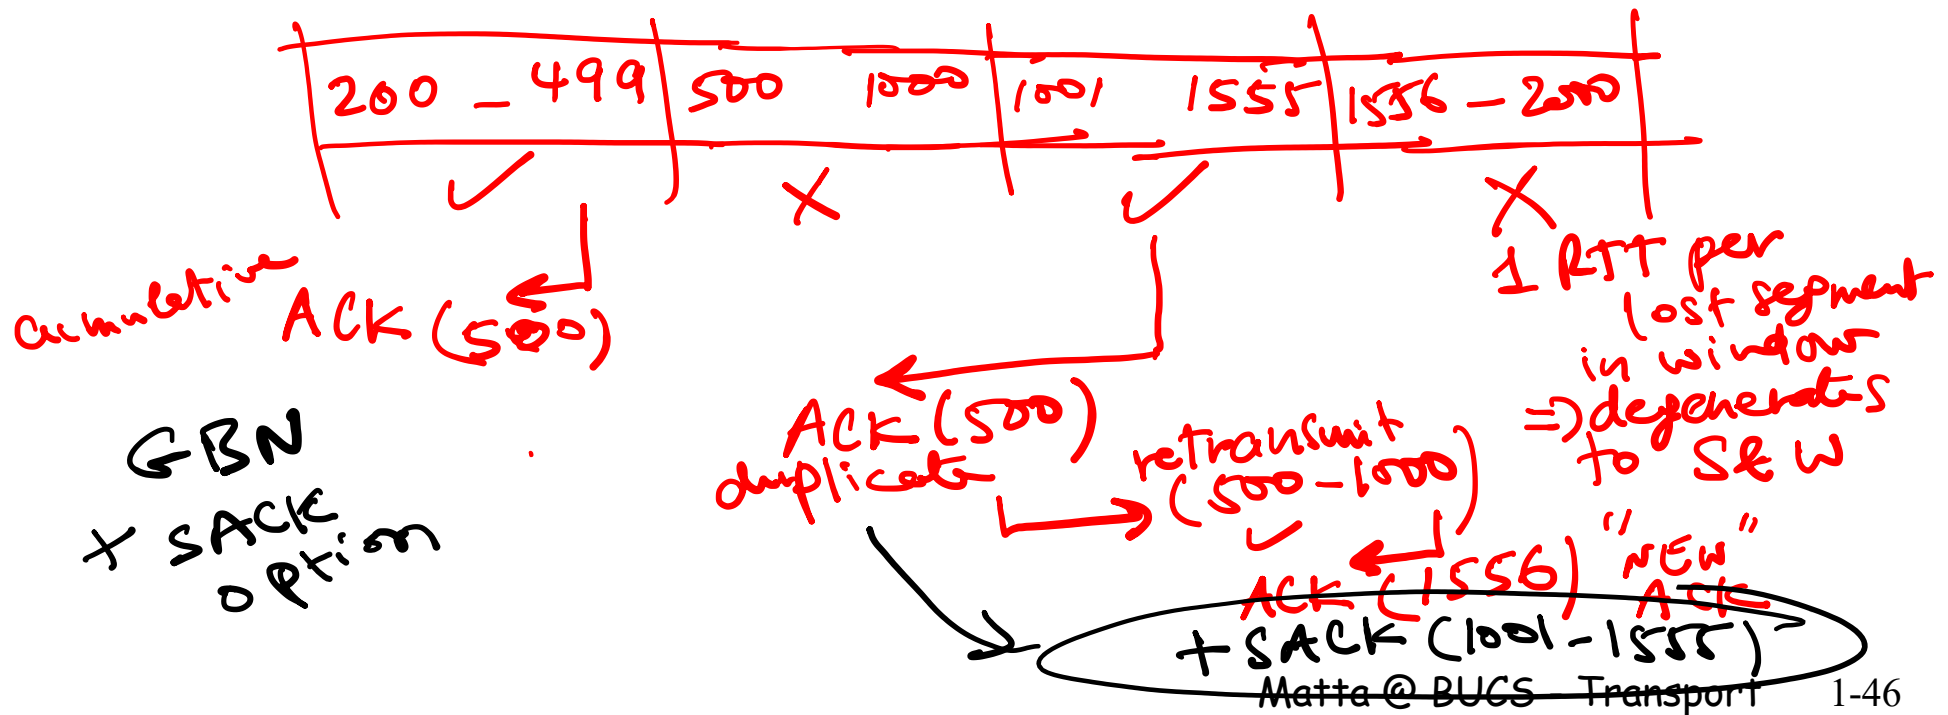 200 - 499 500 1000 1001 1555 1556 - 2000
cumulative
ACK (500)
1 RTT per
lost segment
in window
=> degenerates
to S&W
ACK (500)
duplicate
retransmit
(500-1000)
GBN
+ SACK
option
ACK (1556) "NEW"
ACK
+ SACK (1001-1555)
Matta @ BUCS - Transport 1-46